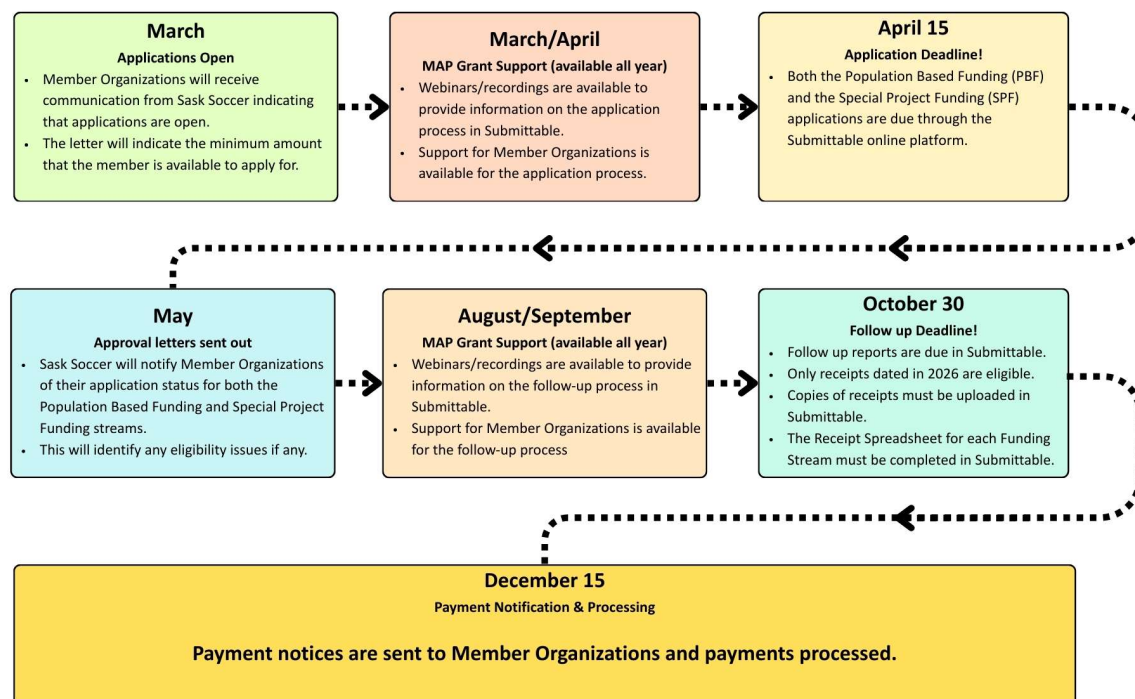 March
Applications Open
• Member Organizations will receive
communication from Sask Soccer indicating
that applications are open.
• The letter will indicate the minimum amount
that the member is available to apply for.
March/April
MAP Grant Support (available all year)
• Webinars/recordings are available to
provide information on the application
process in Submittable.
• Support for Member Organizations is
available for the application process.
April 15
Application Deadline!
• Both the Population Based Funding (PBF)
and the Special Project Funding (SPF)
applications are due through the
Submittable online platform.
May
Approval letters sent out
• Sask Soccer will notify Member Organizations
of their application status for both the
Population Based Funding and Special Project
Funding streams.
• This will identify any eligibility issues if any.
August/September
MAP Grant Support (available all year)
• Webinars/recordings are available to provide
information on the follow-up process in
Submittable.
• Support for Member Organizations is available
for the follow-up process
October 30
Follow up Deadline!
• Follow up reports are due in Submittable.
• Only receipts dated in 2026 are eligible.
• Copies of receipts must be uploaded in
Submittable.
• The Receipt Spreadsheet for each Funding
Stream must be completed in Submittable.
December 15
Payment Notification & Processing
Payment notices are sent to Member Organizations and payments processed.